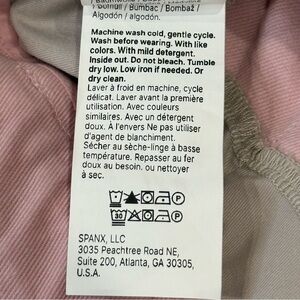 / Bomull / Bumbac / Bombaž /
Algodón / algodón.
Machine wash cold, gentle cycle.
Wash before wearing. With like
colors. With mild detergent.
Inside out. Do not bleach. Tumble
dry low. Low iron if needed. Or
dry clean.
Laver à froid en machine, cycle
délicat. Laver avant la première
utilisation. Avec couleurs
similaires. Avec un détergent
doux. À l'envers Ne pas utiliser
d'agent de blanchiment.
Sécher au sèche-linge à basse
température. Repasser au fer
doux au besoin. ou nettoyer
à sec.
30
SPANX, LLC
3035 Peachtree Road NE,
Suite 200, Atlanta, GA 30305,
U.S.A.